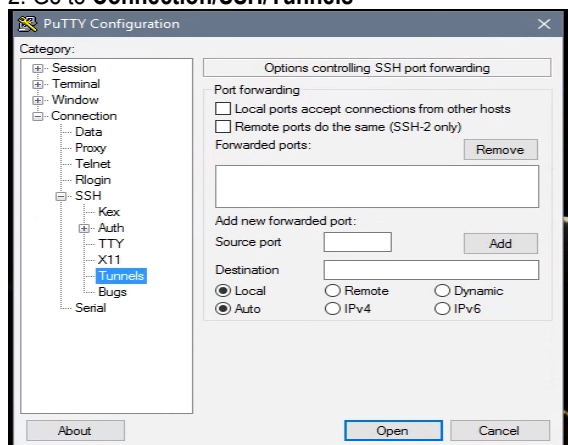 2. Go to Connection/SSH/Tunnels
PuTTY Configuration
Category:
Session
Terminal
Window
Connection
Data
Proxy
Telnet
Rlogin
SSH
Kex
Auth
TTY
X11
Tunnels
Bugs
Serial
Options controlling SSH port forwarding
Port forwarding
Local ports accept connections from other hosts
Remote ports do the same (SSH-2 only)
Forwarded ports:
Remove
Add new forwarded port:
Source port
Add
Destination
Local Remote Dynamic
Auto IPv4 IPv6
About Open Cancel